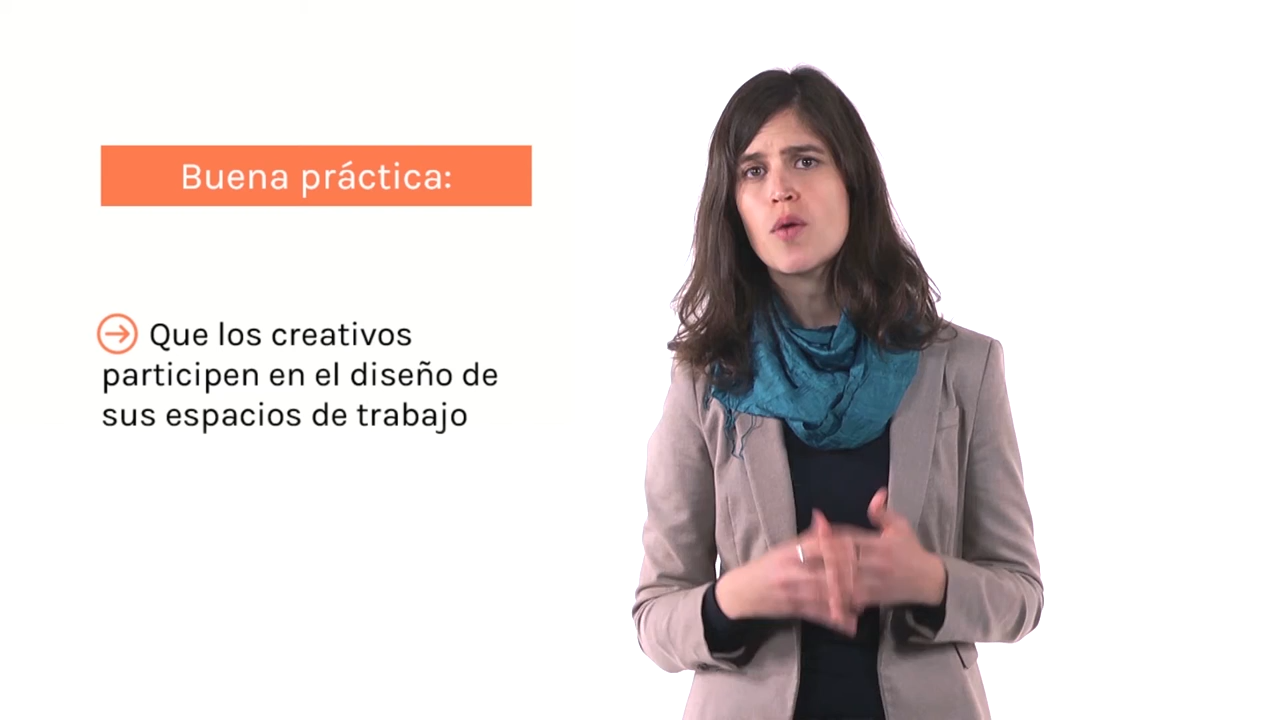 Buena práctica:
Que los creativos
participen en el diseño de
sus espacios de trabajo